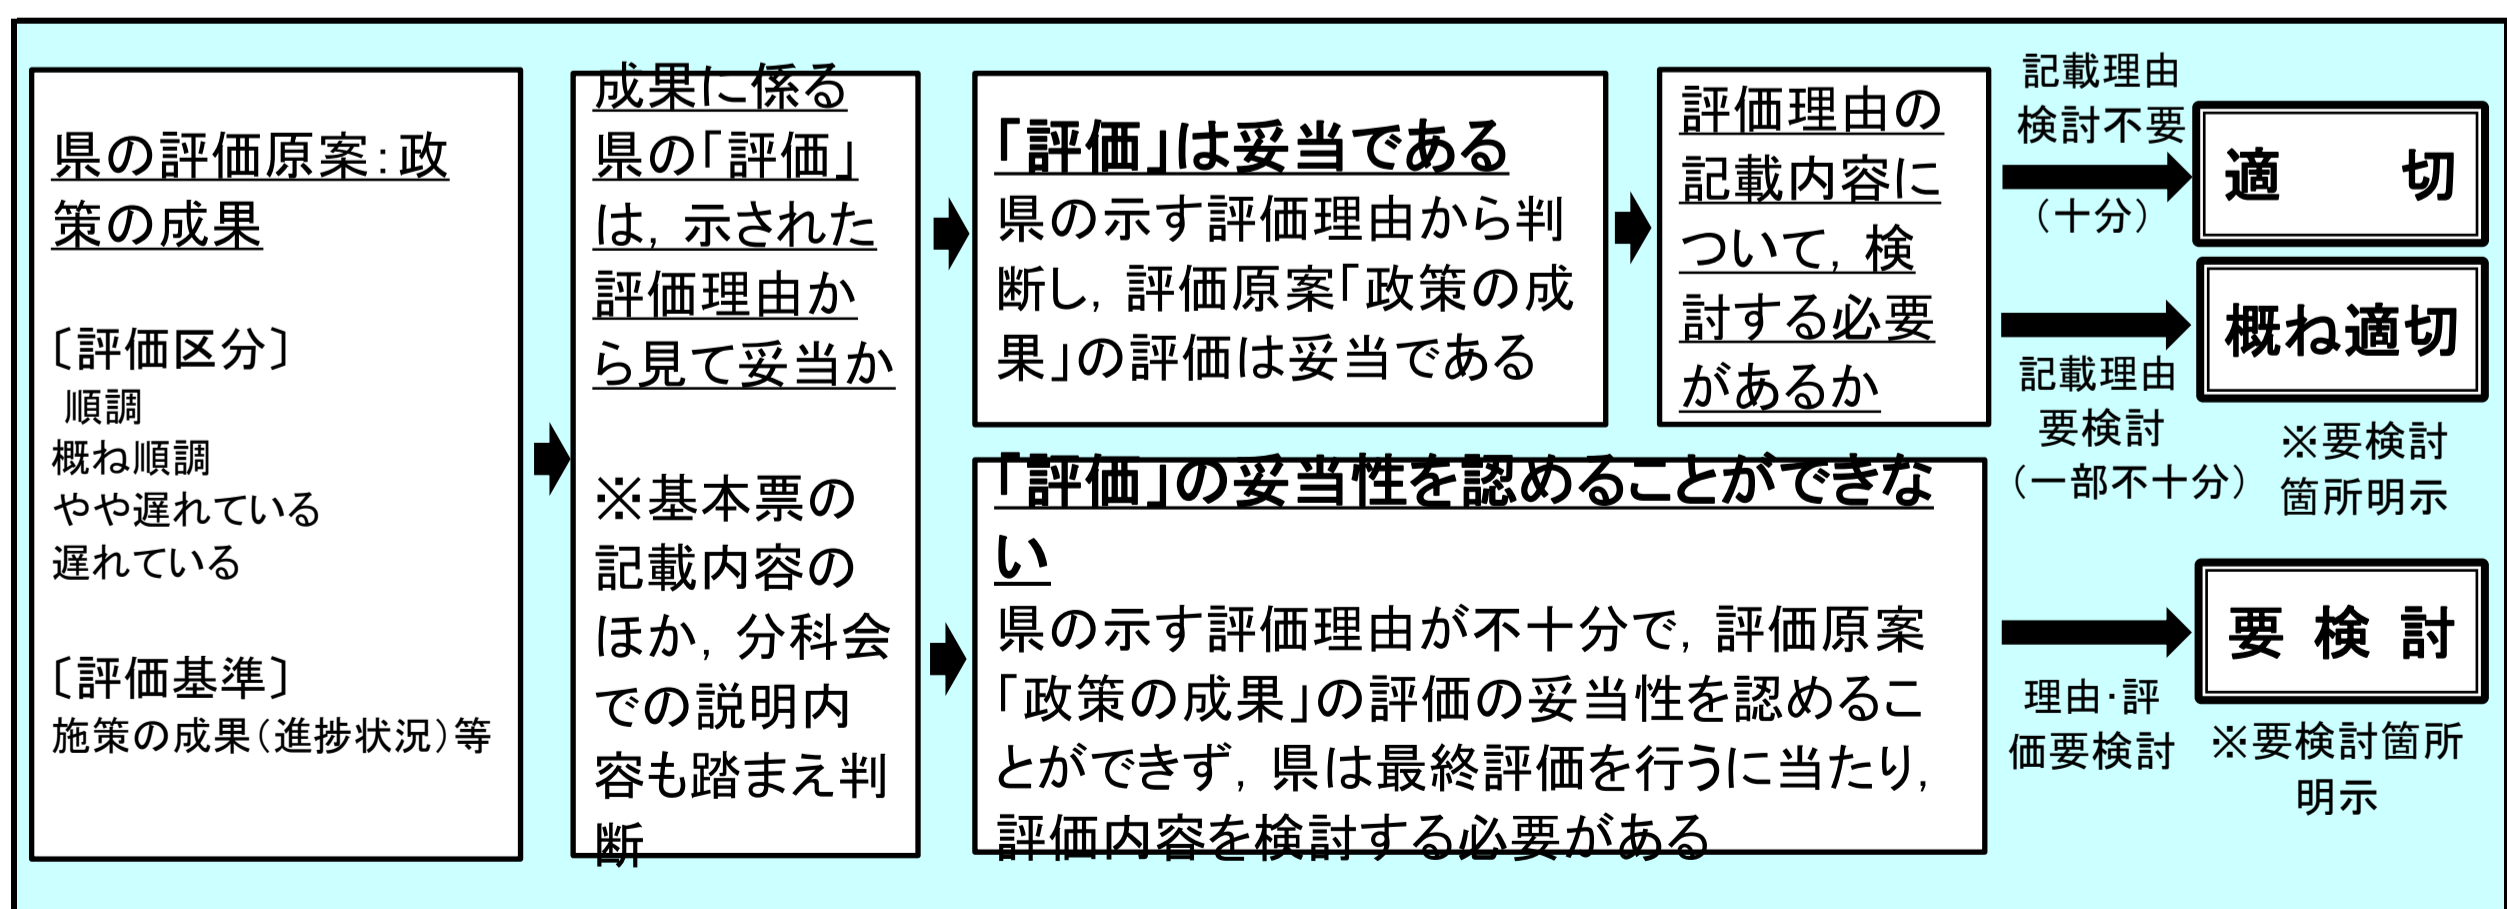 県の評価原案：政
策の成果
〔評価区分〕
順調
概ね順調
やや遅れている
遅れている
〔評価基準〕
施策の成果（進捗状況）等
成果に係る
県の「評価」
は，示された
評価理由か
ら見て妥当か
※基本票の
記載内容の
ほか，分科会
での説明内
容も踏まえ判
断
「評価」は妥当である
県の示す評価理由から判
断し，評価原案「政策の成
果」の評価は妥当である
評価理由の
記載内容に
ついて，検
討する必要
があるか
「評価」の妥当性を認めることができな
い
県の示す評価理由が不十分で，評価原案
「政策の成果」の評価の妥当性を認めるこ
とができず，県は最終評価を行うに当たり，
評価内容を検討する必要がある
記載理由
検討不要
（十分）
適　　切
概ね適切
記載理由
要検討
（一部不十分）
※要検討
箇所明示
要 検 討
理由・評
価要検討
※要検討箇所
明示